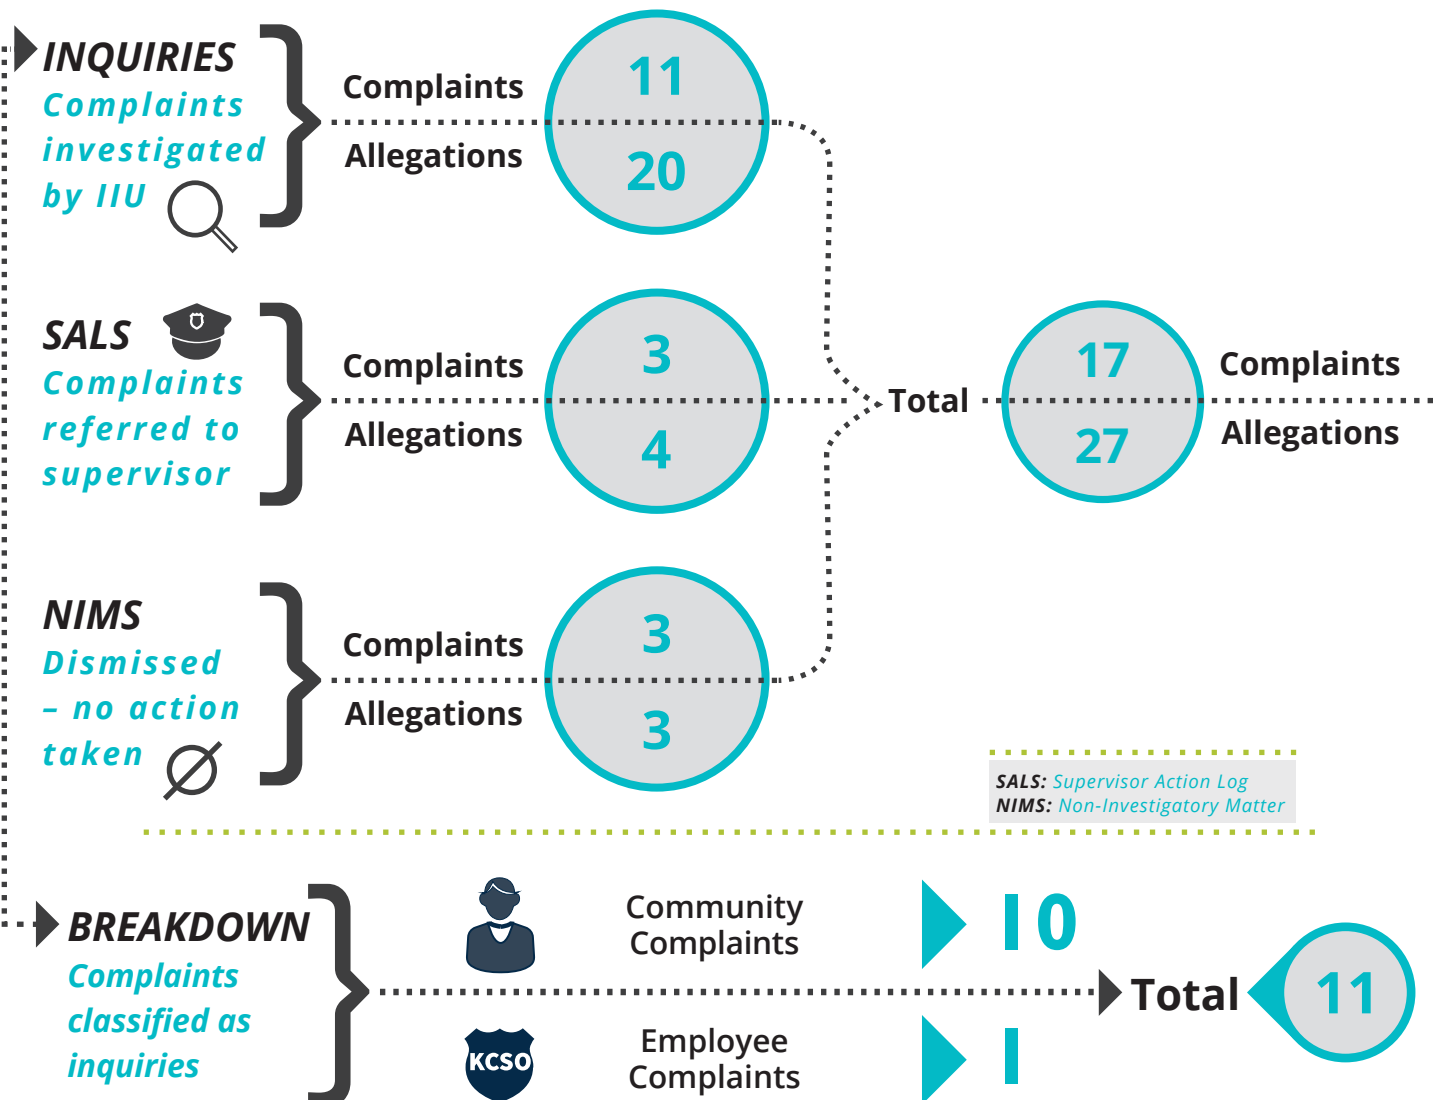 INQUIRIES
Complaints
investigated
by IIU
Complaints
11
Allegations
20
SALS
Complaints
referred to
supervisor
Complaints
3
Allegations
4
Total
17
Complaints
27
Allegations
NIMS
Dismissed
– no action
taken
Complaints
3
Allegations
3
SALS: Supervisor Action Log
NIMS: Non-Investigatory Matter
BREAKDOWN
Complaints
classified as
inquiries
Community
Complaints
10
KCSO
Employee
Complaints
1
Total
11